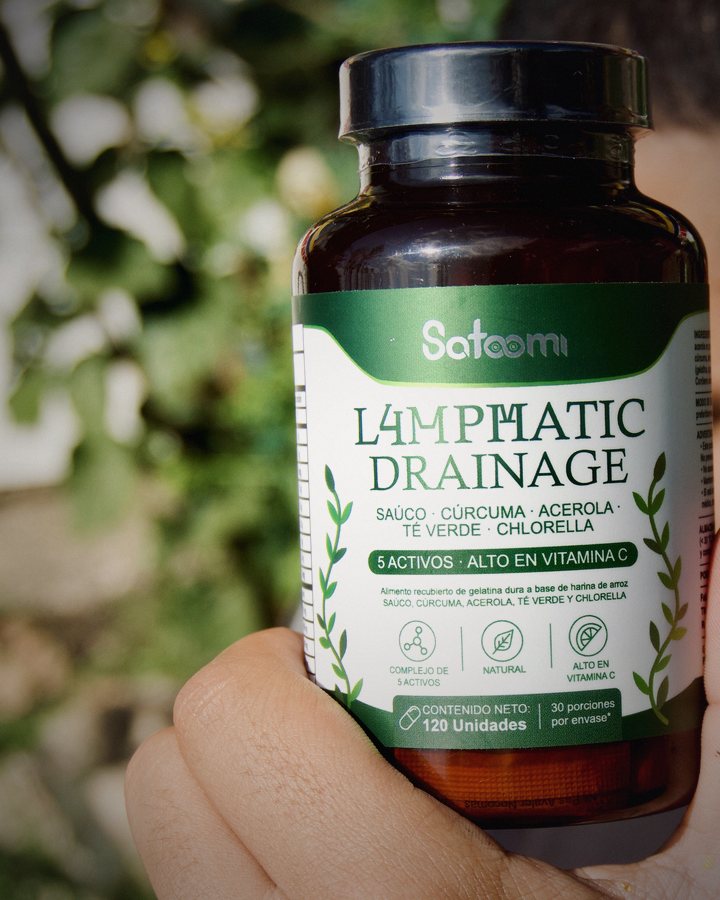 Satoomi
L4MPHATIC
DRAINAGE
SAÚCO · CÚRCUMA · ACEROLA ·
TÉ VERDE · CHLORELLA
5 ACTIVOS · ALTO EN VITAMINA C
Alimento recubierto de gelatina dura a base de harina de arroz
SAÚCO, CÚRCUMA, ACEROLA, TÉ VERDE Y CHLORELLA
COMPLEJO DE
5 ACTIVOS
NATURAL
ALTO EN
VITAMINA C
CONTENIDO NETO:
120 Unidades
30 porciones
por envase*